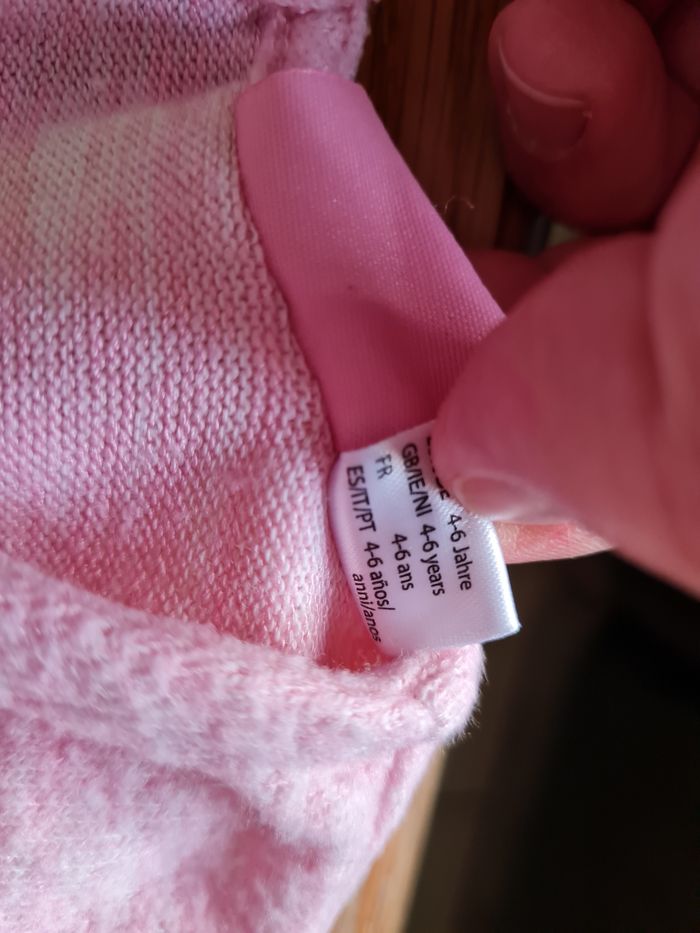 4-6 Jahre
GB/IE/NI 4-6 years
FR 4-6 ans
ES/IT/PT 4-6 años/
anni/anos